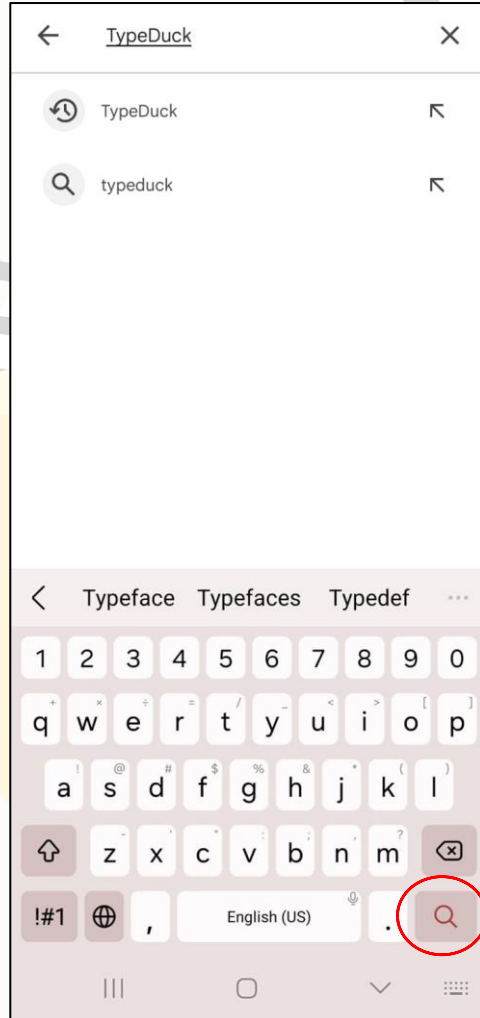 TypeDuck
TypeDuck
typeduck
Typeface Typefaces Typedef
1 2 3 4 5 6 7 8 9 0
+ × ÷ = / _ < > [ ]
q w e r t y u i o p
! @ # $ % & * ( )
a s d f g h j k l
- ' " : ; , ?
z x c v b n m
!#1 , English (US) .